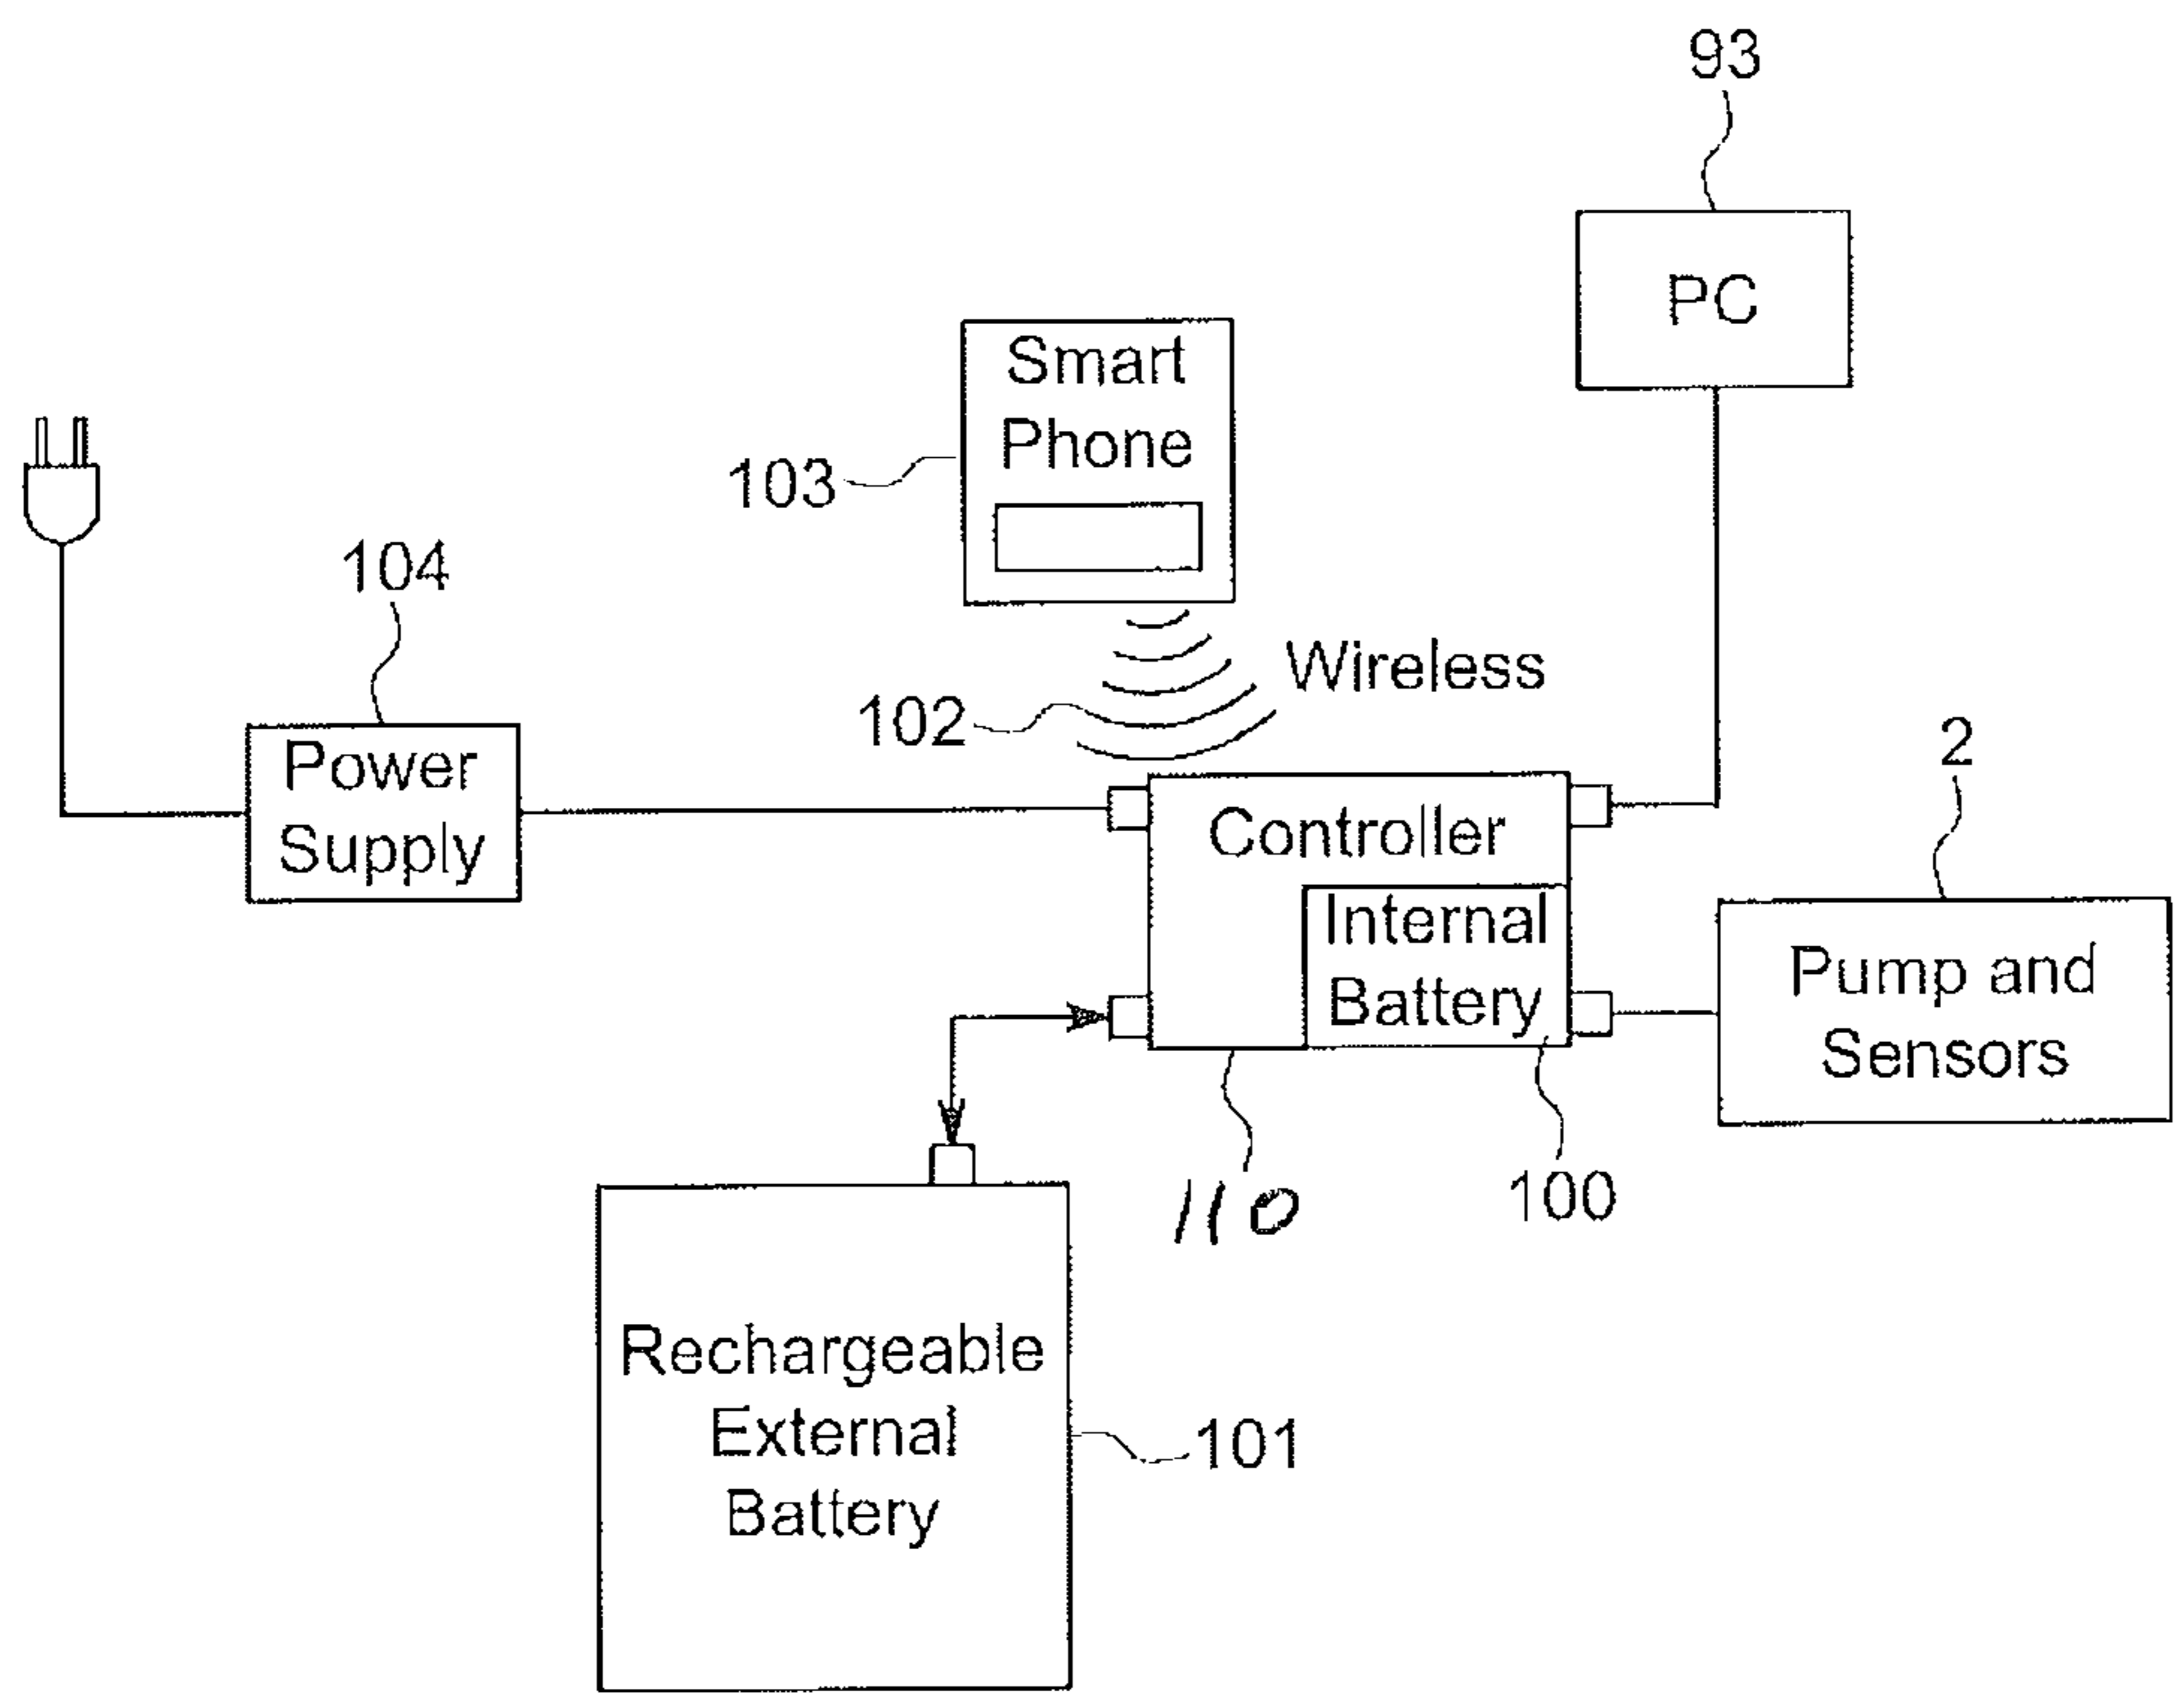 93
PC
Smart
Phone
103
104
Wireless
102
Power
Supply
2
Controller
Internal
Battery
Pump and
Sensors
110
100
Rechargeable
External
Battery
101